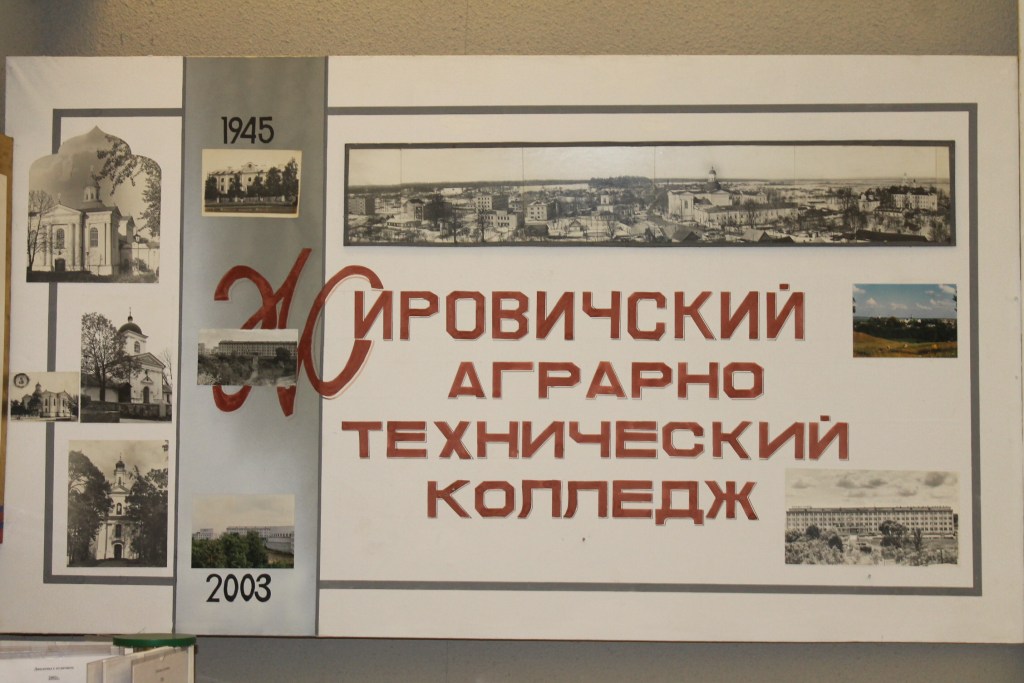 1945
ЖИРОВИЧСКИЙ
АГРАРНО
ТЕХНИЧЕСКИЙ
КОЛЛЕДЖ
2003